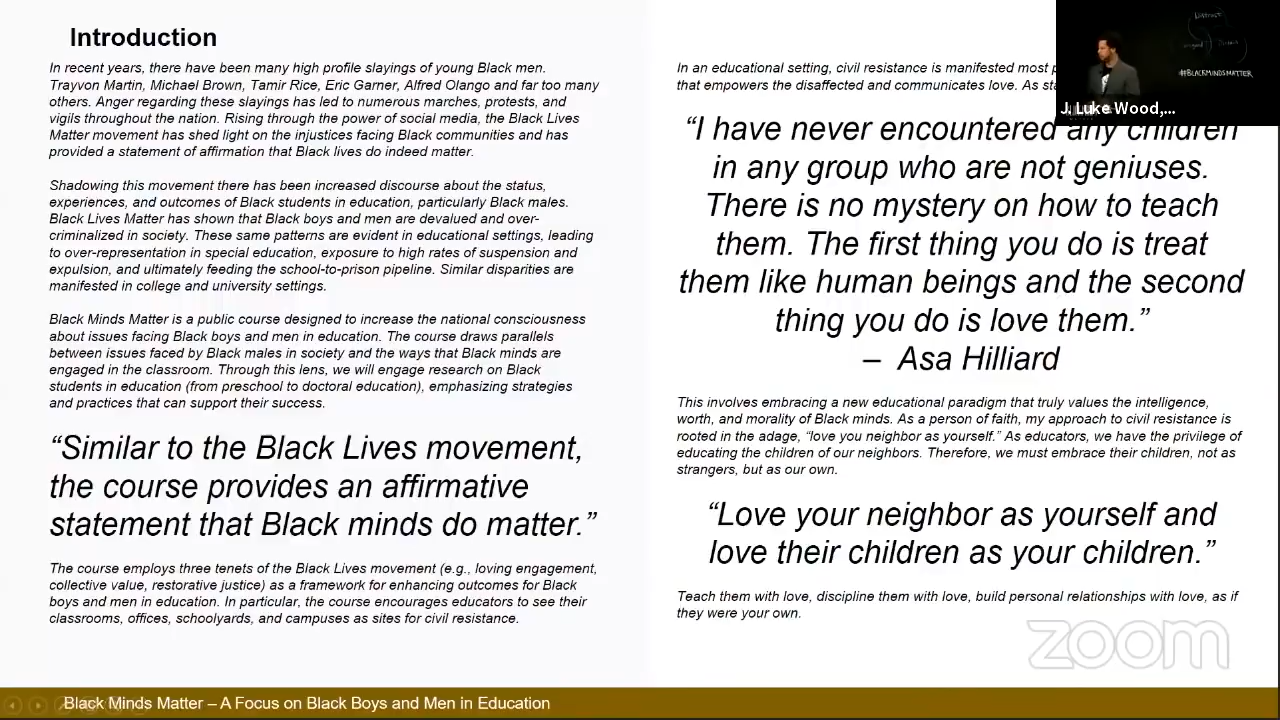 Introduction
In recent years, there have been many high profile slayings of young Black men.
Trayvon Martin, Michael Brown, Tamir Rice, Eric Garner, Alfred Olango and far too many
others. Anger regarding these slayings has led to numerous marches, protests, and
vigils throughout the nation. Rising through the power of social media, the Black Lives
Matter movement has shed light on the injustices facing Black communities and has
provided a statement of affirmation that Black lives do indeed matter.
Shadowing this movement there has been increased discourse about the status,
experiences, and outcomes of Black students in education, particularly Black males.
Black Lives Matter has shown that Black boys and men are devalued and over-
criminalized in society. These same patterns are evident in educational settings, leading
to over-representation in special education, exposure to high rates of suspension and
expulsion, and ultimately feeding the school-to-prison pipeline. Similar disparities are
manifested in college and university settings.
Black Minds Matter is a public course designed to increase the national consciousness
about issues facing Black boys and men in education. The course draws parallels
between issues faced by Black males in society and the ways that Black minds are
engaged in the classroom. Through this lens, we will engage research on Black
students in education (from preschool to doctoral education), emphasizing strategies
and practices that can support their success.
“Similar to the Black Lives movement,
the course provides an affirmative
statement that Black minds do matter.”
The course employs three tenets of the Black Lives movement (e.g., loving engagement,
collective value, restorative justice) as a framework for enhancing outcomes for Black
boys and men in education. In particular, the course encourages educators to see their
classrooms, offices, schoolyards, and campuses as sites for civil resistance.
In an educational setting, civil resistance is manifested most
that empowers the disaffected and communicates love. As
“I have never encountered any children
in any group who are not geniuses.
There is no mystery on how to teach
them. The first thing you do is treat
them like human beings and the second
thing you do is love them.”
– Asa Hilliard
This involves embracing a new educational paradigm that truly values the intelligence,
worth, and morality of Black minds. As a person of faith, my approach to civil resistance is
rooted in the adage, “love you neighbor as yourself.” As educators, we have the privilege of
educating the children of our neighbors. Therefore, we must embrace their children, not as
strangers, but as our own.
“Love your neighbor as yourself and
love their children as your children.”
Teach them with love, discipline them with love, build personal relationships with love, as if
they were your own.
#BLACKMINDSMATTER
J. Luke Wood,...
zoom
Black Minds Matter – A Focus on Black Boys and Men in Education